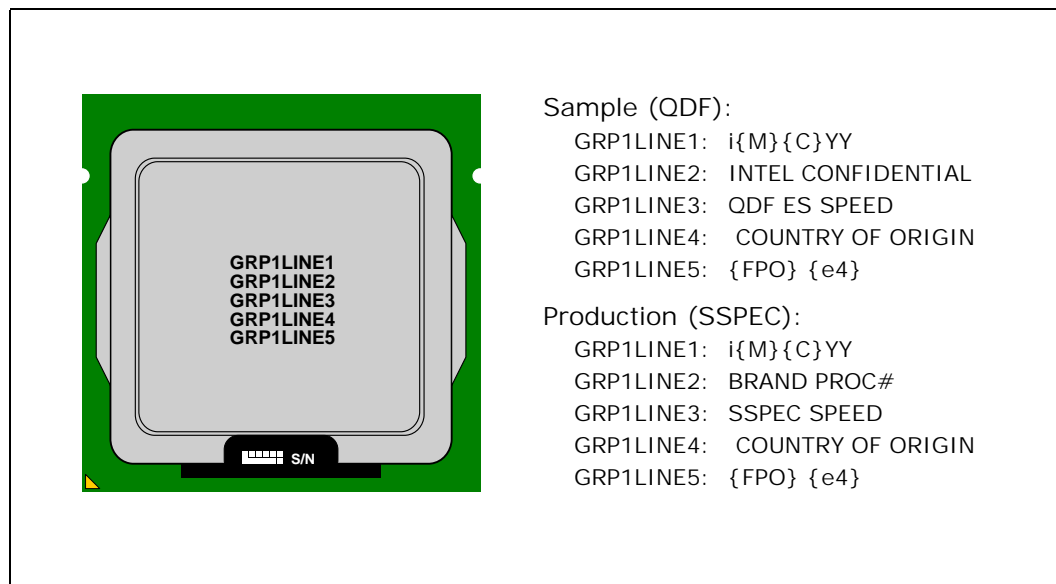 GRP1LINE1
GRP1LINE2
GRP1LINE3
GRP1LINE4
GRP1LINE5
S/N
Sample (QDF):
GRP1LINE1: i{M}{C}YY
GRP1LINE2: INTEL CONFIDENTIAL
GRP1LINE3: QDF ES SPEED
GRP1LINE4: COUNTRY OF ORIGIN
GRP1LINE5: {FPO} {e4}
Production (SSPEC):
GRP1LINE1: i{M}{C}YY
GRP1LINE2: BRAND PROC#
GRP1LINE3: SSPEC SPEED
GRP1LINE4: COUNTRY OF ORIGIN
GRP1LINE5: {FPO} {e4}